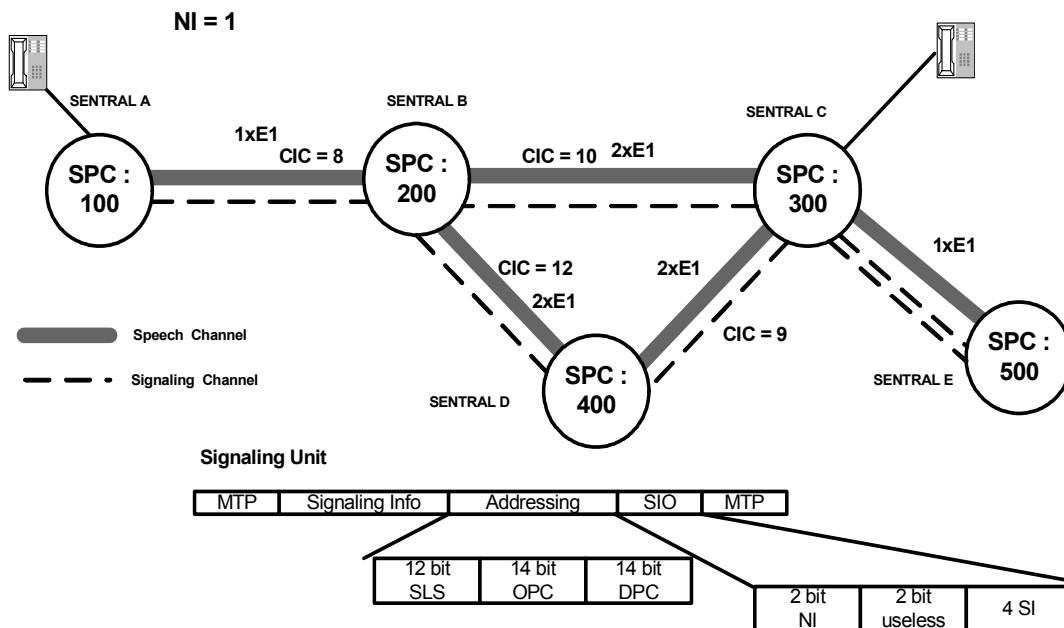 NI = 1
SENTRAL A
SENTRAL B
SENTRAL C
1xE1
CIC = 8
CIC = 10
2xE1
SPC :
100
SPC :
200
SPC :
300
CIC = 12
2xE1
2xE1
1xE1
CIC = 9
Speech Channel
Signaling Channel
SENTRAL D
SPC :
400
SENTRAL E
SPC :
500
Signaling Unit
MTP
Signaling Info
Addressing
SIO
MTP
12 bit
SLS
14 bit
OPC
14 bit
DPC
2 bit
NI
2 bit
useless
4 SI